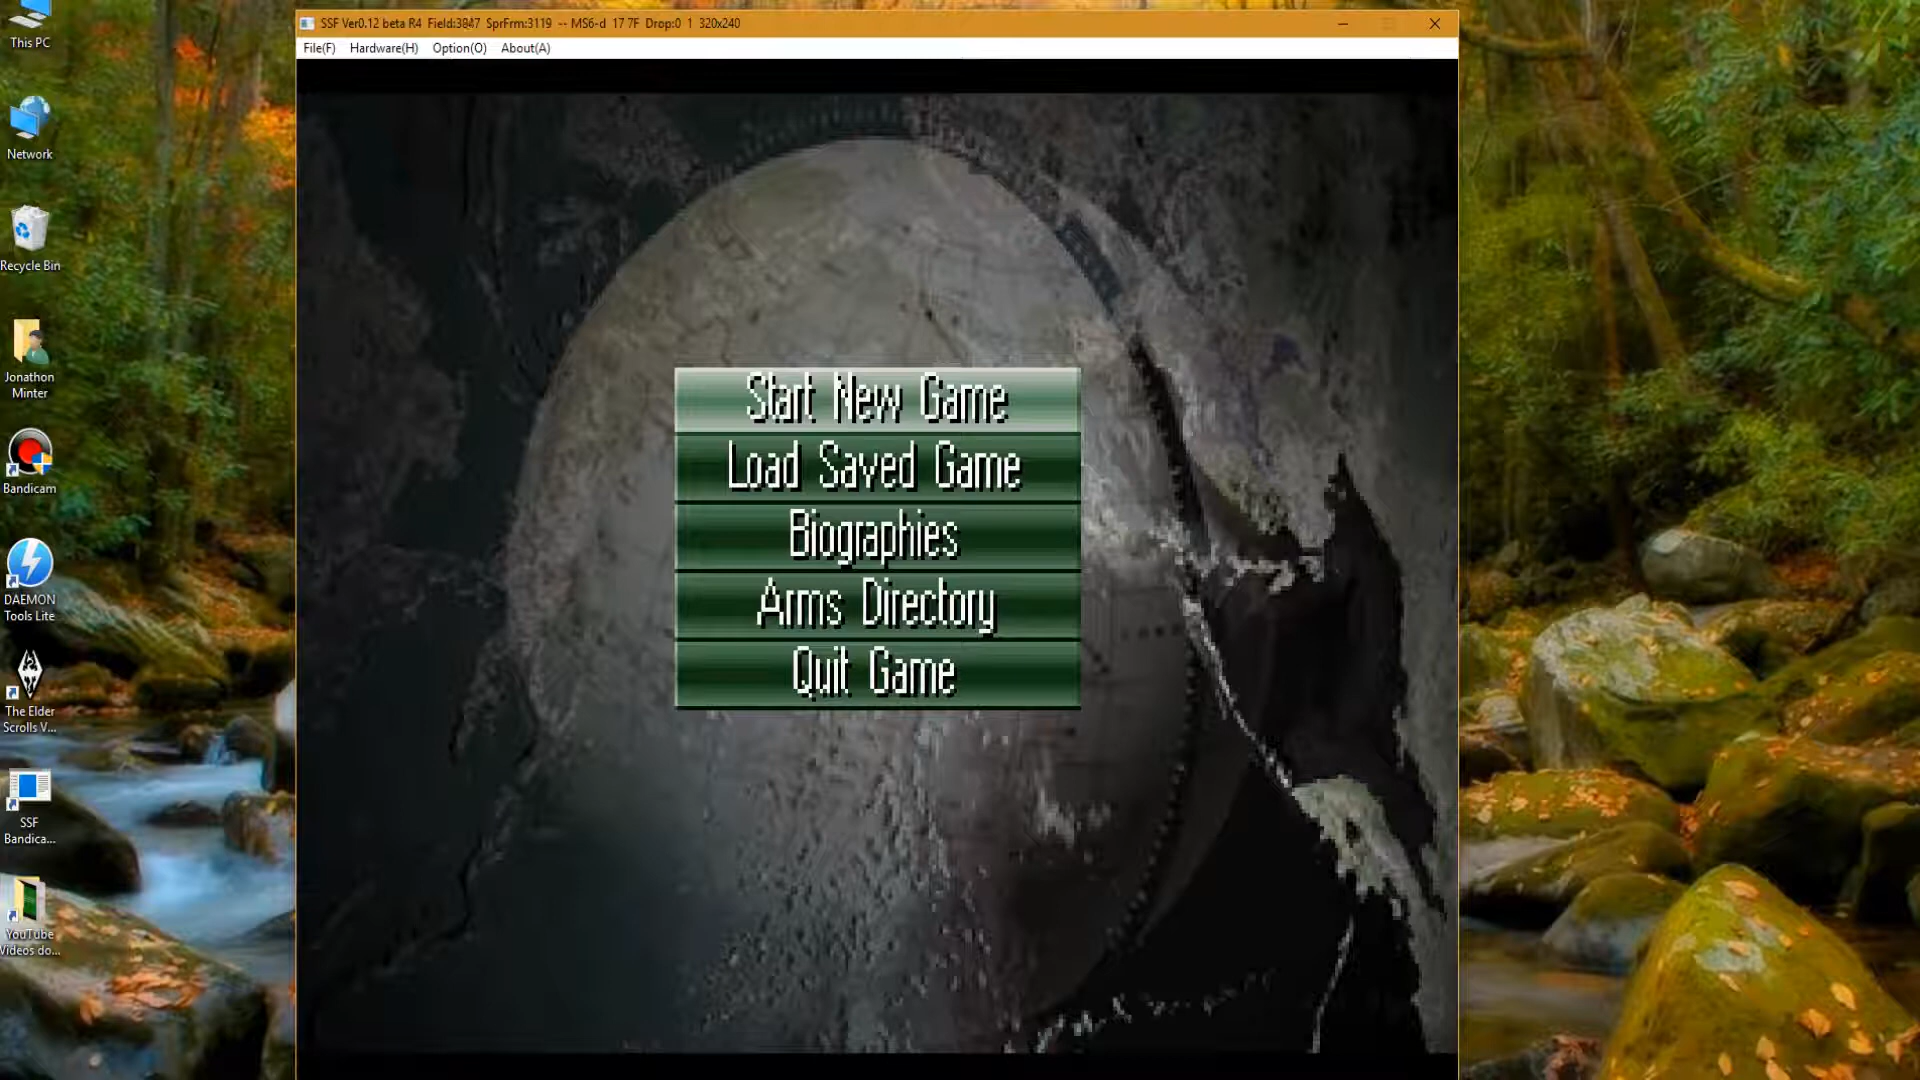 SSF Ver0.12 beta R4 Field:3847 SprFrm:3119 -- MS6-d 17 7F Drop:0 1 320x240
File(F) Hardware(H) Option(O) About(A)
This PC
Network
Recycle Bin
Jonathon
Minter
Bandicam
DAEMON
Tools Lite
The Elder
Scrolls V...
SSF
Bandica...
YouTube
Videos do...
Start New Game
Load Saved Game
Biographies
Arms Directory
Quit Game